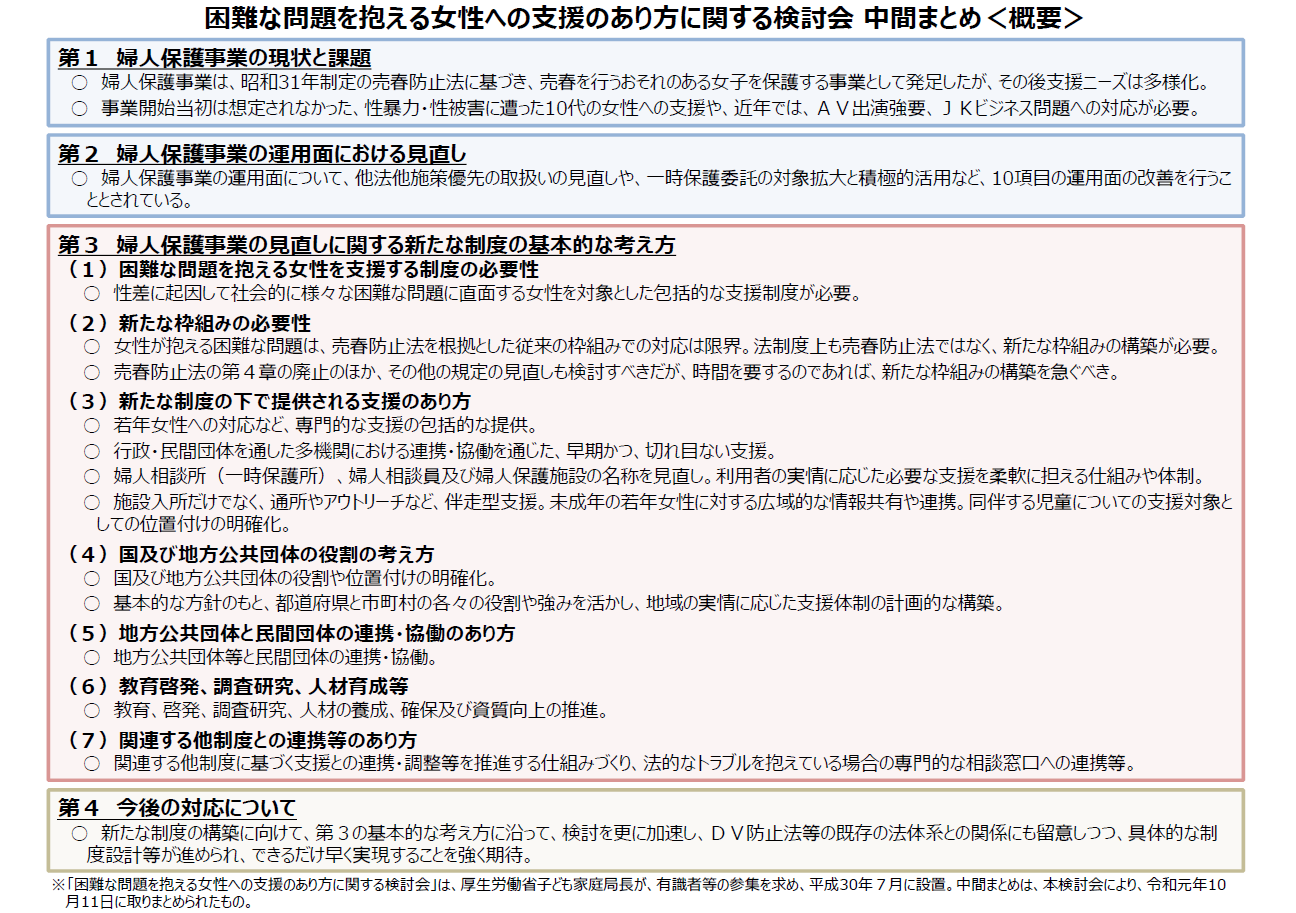 困難な問題を抱える女性への支援のあり方に関する検討会 中間まとめ＜概要＞
第１　婦人保護事業の現状と課題
○　婦人保護事業は、昭和31年制定の売春防止法に基づき、売春を行うおそれのある女子を保護する事業として発足したが、その後支援ニーズは多様化。
○　事業開始当初は想定されなかった、性暴力・性被害に遭った10代の女性への支援や、近年では、ＡＶ出演強要、ＪＫビジネス問題への対応が必要。
第２　婦人保護事業の運用面における見直し
○　婦人保護事業の運用面について、他法他施策優先の取扱いの見直しや、一時保護委託の対象拡大と積極的活用など、10項目の運用面の改善を行うこ
ととされている。
第３　婦人保護事業の見直しに関する新たな制度の基本的な考え方
（１）困難な問題を抱える女性を支援する制度の必要性
○　性差に起因して社会的に様々な困難な問題に直面する女性を対象とした包括的な支援制度が必要。
（２）新たな枠組みの必要性
○　女性が抱える困難な問題は、売春防止法を根拠とした従来の枠組みでの対応は限界。法制度上も売春防止法ではなく、新たな枠組みの構築が必要。
○　売春防止法の第４章の廃止のほか、その他の規定の見直しも検討すべきだが、時間を要するのであれば、新たな枠組みの構築を急ぐべき。
（３）新たな制度の下で提供される支援のあり方
○　若年女性への対応など、専門的な支援の包括的な提供。
○　行政・民間団体を通した多機関における連携・協働を通じた、早期かつ、切れ目ない支援。
○　婦人相談所（一時保護所）、婦人相談員及び婦人保護施設の名称を見直し。利用者の実情に応じた必要な支援を柔軟に担える仕組みや体制。
○　施設入所だけでなく、通所やアウトリーチなど、伴走型支援。未成年の若年女性に対する広域的な情報共有や連携。同伴する児童についての支援対象と
しての位置付けの明確化。
（４）国及び地方公共団体の役割の考え方
○　国及び地方公共団体の役割や位置付けの明確化。
○　基本的な方針のもと、都道府県と市町村の各々の役割や強みを活かし、地域の実情に応じた支援体制の計画的な構築。
（５）地方公共団体と民間団体の連携・協働のあり方
○　地方公共団体等と民間団体の連携・協働。
（６）教育啓発、調査研究、人材育成等
○　教育、啓発、調査研究、人材の養成、確保及び資質向上の推進。
（７）関連する他制度との連携等のあり方
○　関連する他制度に基づく支援との連携・調整等を推進する仕組みづくり、法的なトラブルを抱えている場合の専門的な相談窓口への連携等。
第４　今後の対応について
○　新たな制度の構築に向けて、第３の基本的な考え方に沿って、検討を更に加速し、ＤＶ防止法等の既存の法体系との関係にも留意しつつ、具体的な制
度設計等が進められ、できるだけ早く実現することを強く期待。
※「困難な問題を抱える女性への支援のあり方に関する検討会」は、厚生労働省子ども家庭局長が、有識者等の参集を求め、平成30年７月に設置。中間まとめは、本検討会により、令和元年10
月11日に取りまとめられたもの。